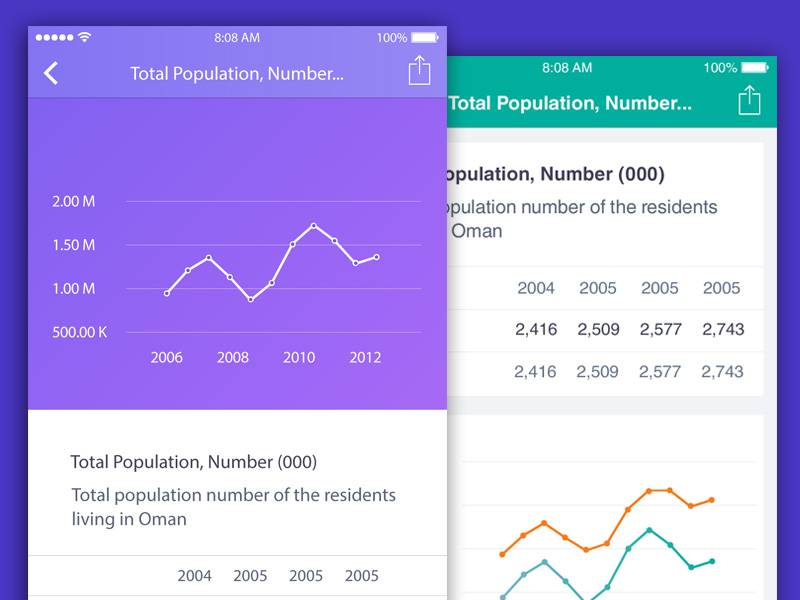 8:08 AM
100%
Total Population, Number...
2.00 M
1.50 M
1.00 M
500.00 K
2006 2008 2010 2012
Total Population, Number (000)
Total population number of the residents
living in Oman
2004 2005 2005 2005
8:08 AM
100%
Total Population, Number...
opulation, Number (000)
opulation number of the residents
Oman
2004 2005 2005 2005
2,416 2,509 2,577 2,743
2,416 2,509 2,577 2,743